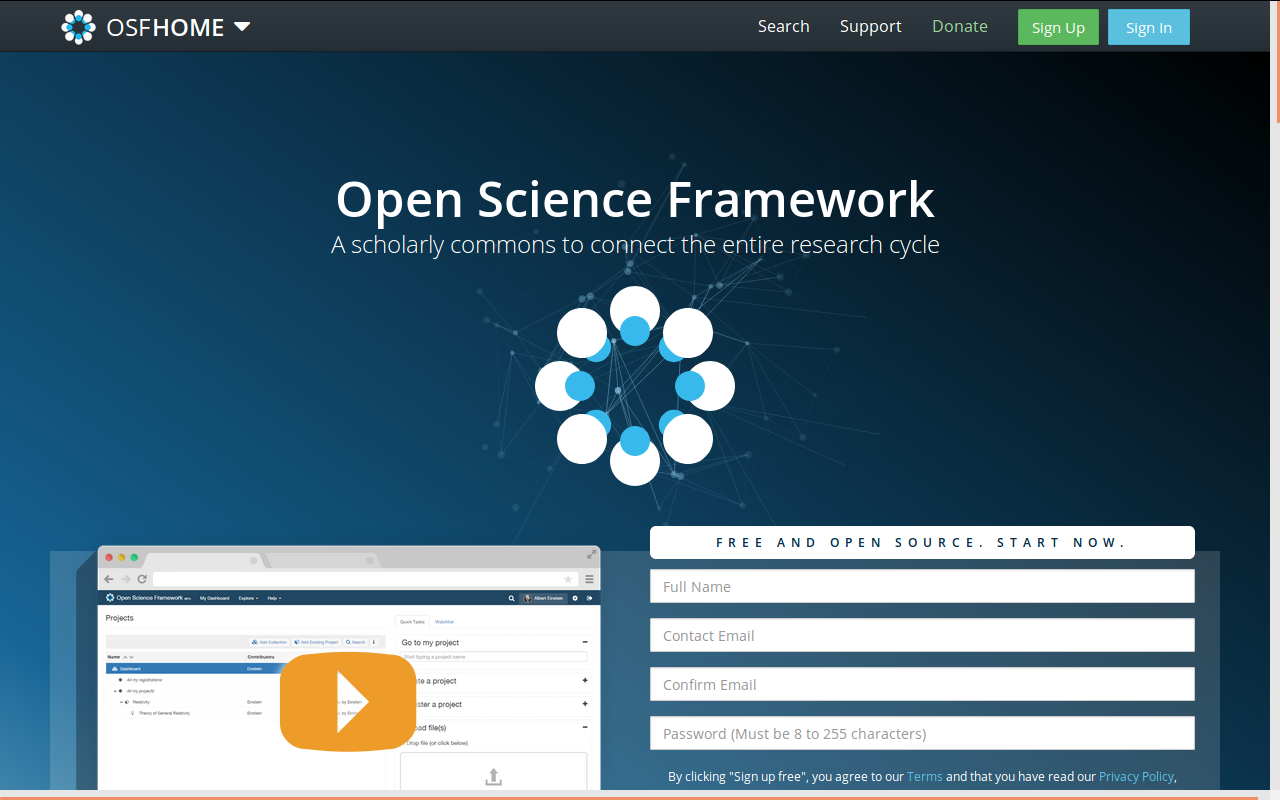 OSFHOME
Search
Support
Donate
Sign Up
Sign In
Open Science Framework
A scholarly commons to connect the entire research cycle
FREE AND OPEN SOURCE. START NOW.
Full Name
Contact Email
Confirm Email
Password (Must be 8 to 255 characters)
By clicking "Sign up free", you agree to our Terms and that you have read our Privacy Policy,
Open Science Framework BETA
My Dashboard
Explore
Help
Albert Einstein
Projects
Add Collection
Add Existing Project
Search
Name
Contributors
Dashboard
Einstein
All my registrations
All my projects
Relativity
Einstein
, by Einstein
Theory of General Relativity
Einstein
by Einstein
Quick Tasks
Watchlist
Go to my project
Start typing a project name
ate a project
ster a project
oad file(s)
Drop file (or click below)